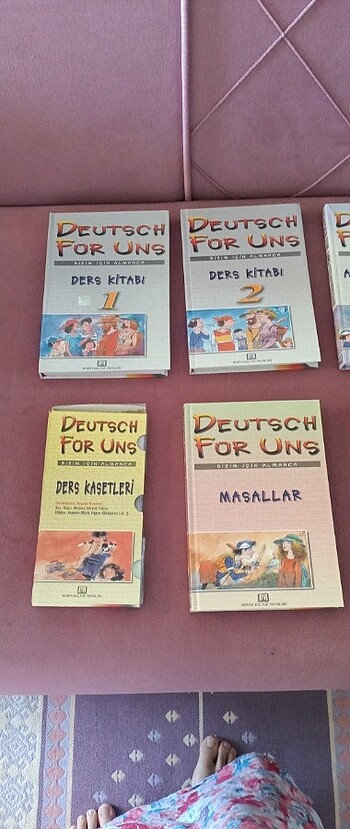 DEUTSCH
FOR UNS
BİZİM İÇİN ALMANCA
DERS KİTABI
1
DEUTSCH
FOR UNS
BİZİM İÇİN ALMANCA
DERS KİTABI
2
D
F
DEUTSCH
FOR UNS
BİZİM İÇİN ALMANCA
DERS KASETLERİ
DEUTSCH
FOR UNS
BİZİM İÇİN ALMANCA
MASALLAR